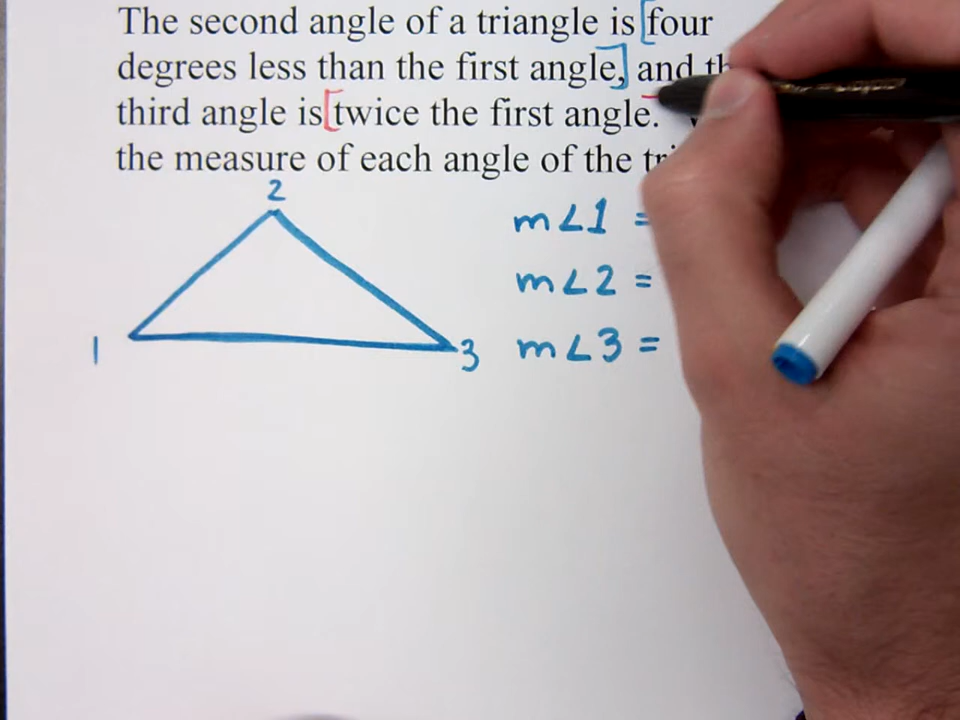 The second angle of a triangle is [four
degrees less than the first angle,] and
third angle is [twice the first angle.
the measure of each angle of the
2
m∠1 =
m∠2 =
1
3
m∠3 =